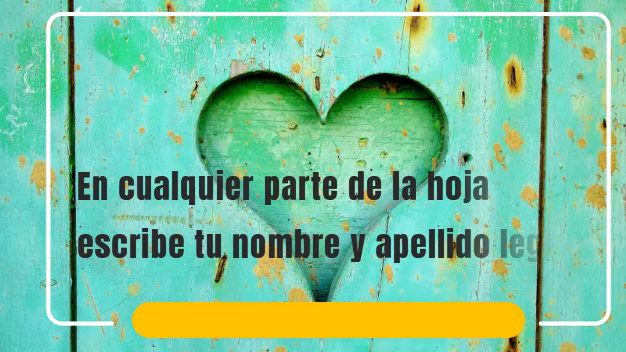 En cualquier parte de la hoja
escribe tu nombre y apellido